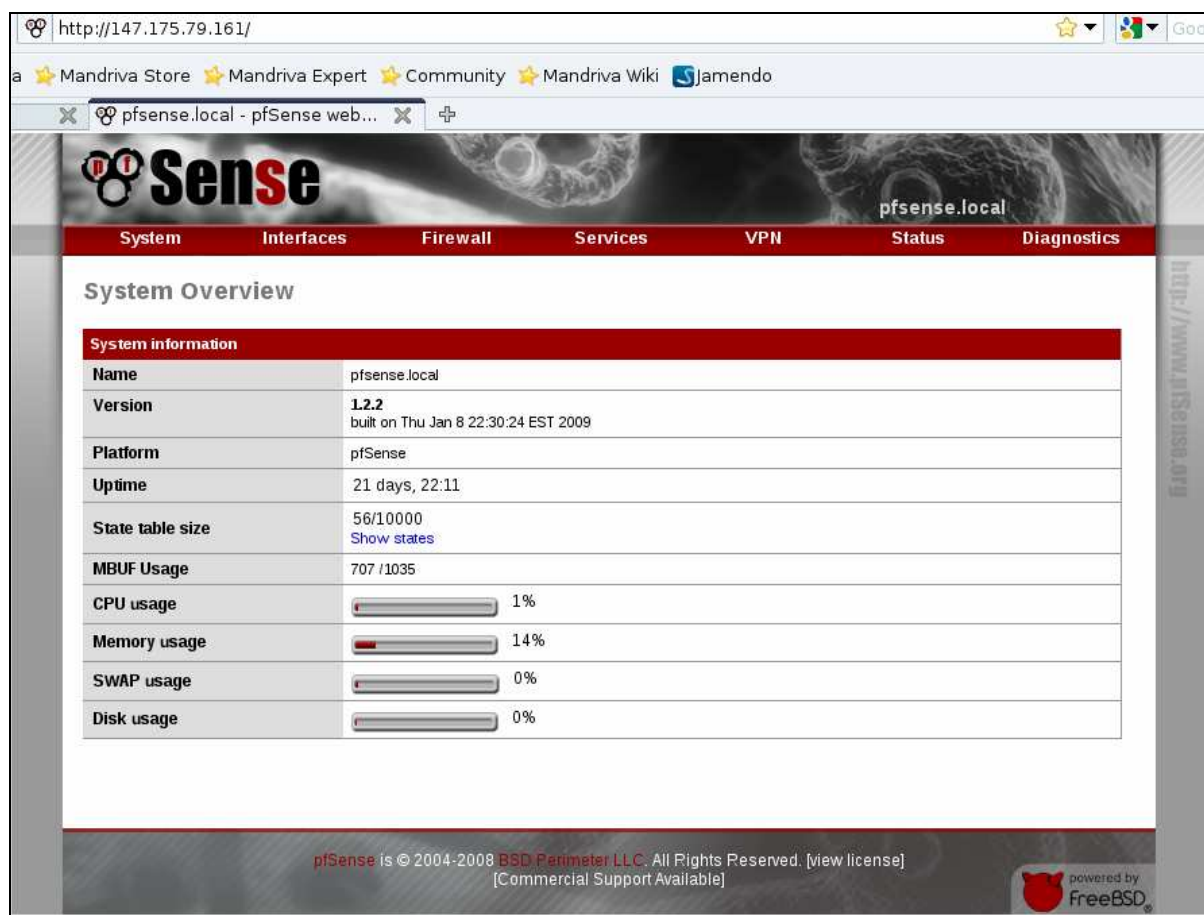 http://147.175.79.161/
Goo
a Mandriva Store Mandriva Expert Community Mandriva Wiki Jamendo
pfsense.local - pfSense web...
pf Sense
pfsense.local
System Interfaces Firewall Services VPN Status Diagnostics
http://www.pfSense.org
System Overview
System information
Name pfsense.local
Version 1.2.2
built on Thu Jan 8 22:30:24 EST 2009
Platform pfSense
Uptime 21 days, 22:11
State table size 56/10000
Show states
MBUF Usage 707 /1035
CPU usage 1%
Memory usage 14%
SWAP usage 0%
Disk usage 0%
pfSense is © 2004-2008 BSD Perimeter LLC. All Rights Reserved. [view license]
[Commercial Support Available]
powered by
FreeBSD®